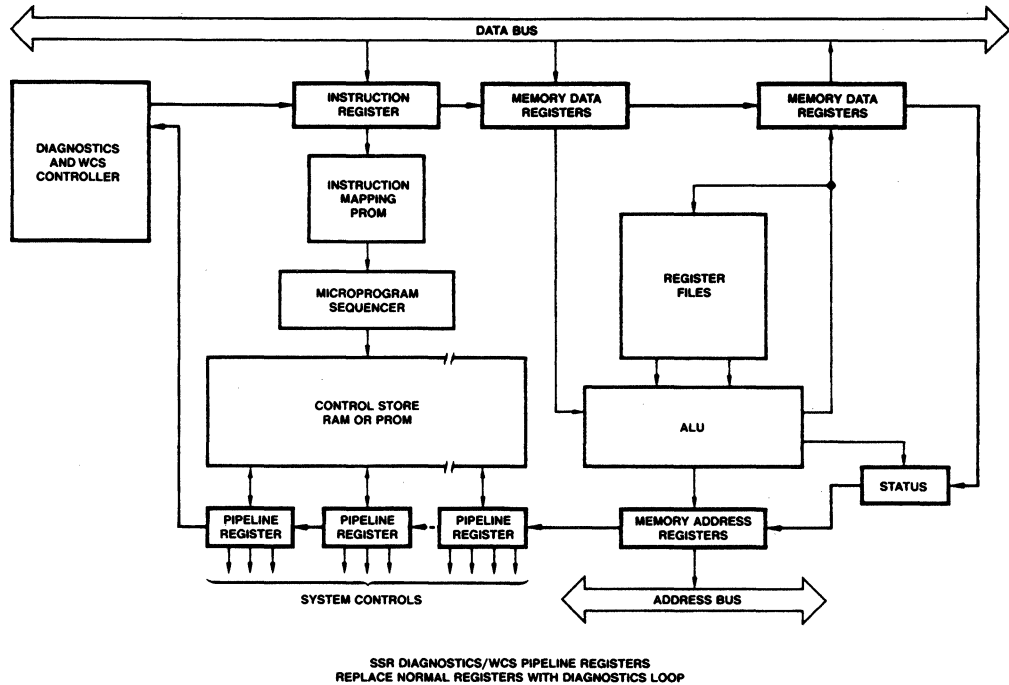 DATA BUS
DIAGNOSTICS
AND WCS
CONTROLLER
INSTRUCTION
REGISTER
MEMORY DATA
REGISTERS
MEMORY DATA
REGISTERS
INSTRUCTION
MAPPING
PROM
MICROPROGRAM
SEQUENCER
REGISTER
FILES
CONTROL STORE
RAM OR PROM
ALU
STATUS
PIPELINE
REGISTER
PIPELINE
REGISTER
PIPELINE
REGISTER
MEMORY ADDRESS
REGISTERS
SYSTEM CONTROLS
ADDRESS BUS
SSR DIAGNOSTICS/WCS PIPELINE REGISTERS
REPLACE NORMAL REGISTERS WITH DIAGNOSTICS LOOP